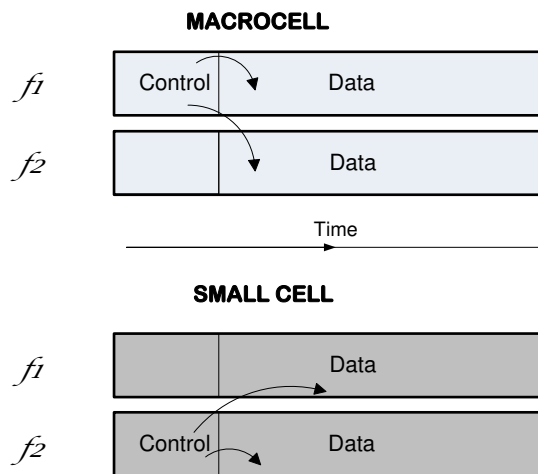 MACROCELL
f1 Control Data
f2 Data
Time
SMALL CELL
f1 Data
f2 Control Data